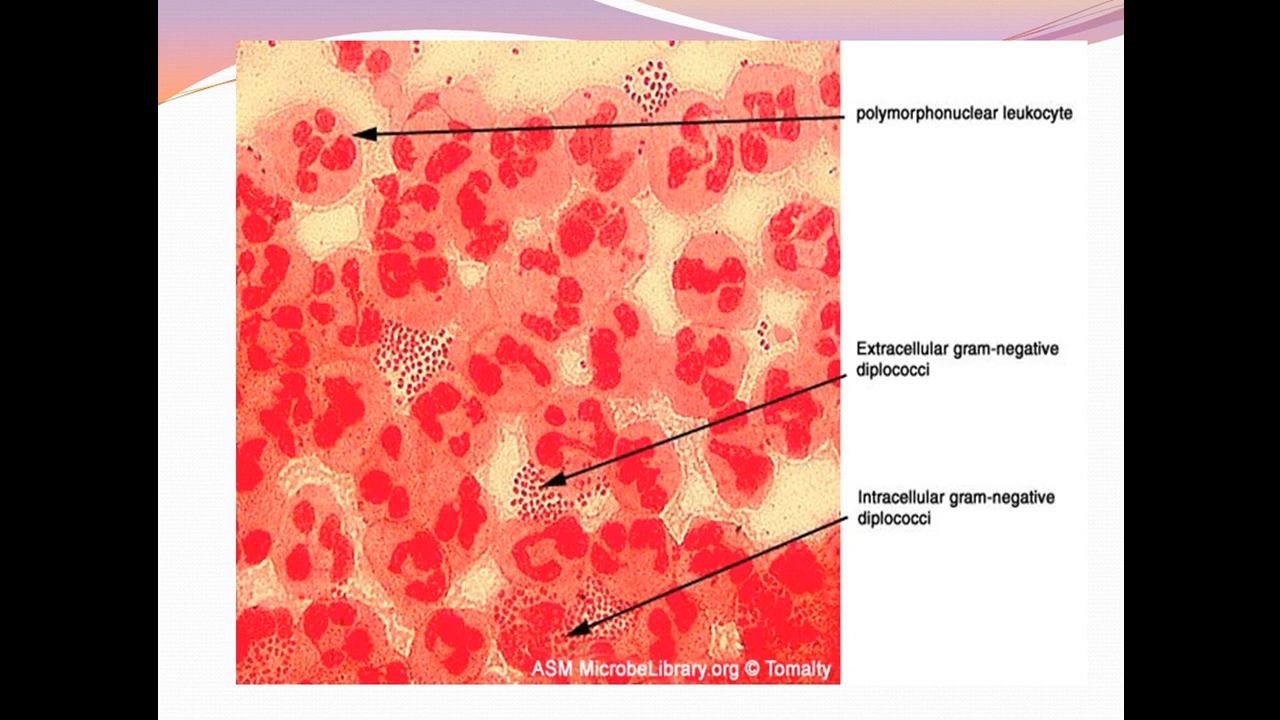 polymorphonuclear leukocyte
Extracellular gram-negative
diplococci
Intracellular gram-negative
diplococci
ASM MicrobeLibrary.org © Tomalty